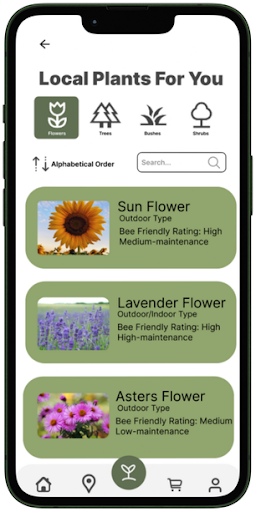 Local Plants For You
Flowers
Trees
Bushes
Shrubs
Alphabetical Order
Search...
Sun Flower
Outdoor Type
Bee Friendly Rating: High
Medium-maintenance
Lavender Flower
Outdoor/Indoor Type
Bee Friendly Rating: High
High-maintenance
Asters Flower
Outdoor Type
Bee Friendly Rating: Medium
Low-maintenance